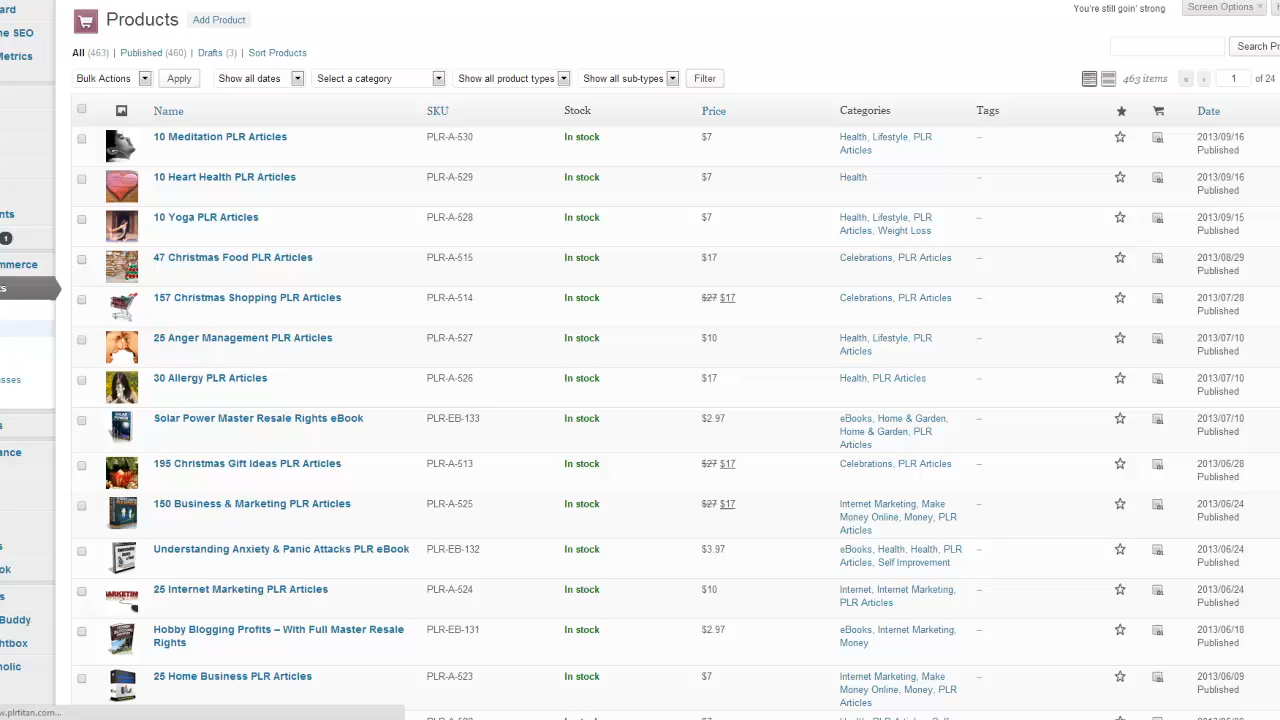 ard
Products Add Product
You're still goin' strong
Screen Options
ne SEO
All (463) | Published (460) | Drafts (3) | Sort Products
Metrics
Search Pr
Bulk Actions Apply Show all dates Select a category Show all product types Show all sub-types Filter 463 items « ‹ 1 of 24
Name SKU Stock Price Categories Tags Date
10 Meditation PLR Articles PLR-A-530 In stock $7 Health, Lifestyle, PLR – 2013/09/16
Articles Published
10 Heart Health PLR Articles PLR-A-529 In stock $7 Health – 2013/09/16
Published
10 Yoga PLR Articles PLR-A-528 In stock $7 Health, Lifestyle, PLR – 2013/09/15
Articles, Weight Loss Published
nts
1
47 Christmas Food PLR Articles PLR-A-515 In stock $17 Celebrations, PLR Articles – 2013/08/29
Published
mmerce
ts
157 Christmas Shopping PLR Articles PLR-A-514 In stock $27 $17 Celebrations, PLR Articles – 2013/07/28
Published
25 Anger Management PLR Articles PLR-A-527 In stock $10 Health, Lifestyle, PLR – 2013/07/10
Articles Published
30 Allergy PLR Articles PLR-A-526 In stock $17 Health, PLR Articles – 2013/07/10
Published
sses
Solar Power Master Resale Rights eBook PLR-EB-133 In stock $2.97 eBooks, Home & Garden, – 2013/07/10
Home & Garden, PLR Published
Articles
s
ance
195 Christmas Gift Ideas PLR Articles PLR-A-513 In stock $27 $17 Celebrations, PLR Articles – 2013/06/28
Published
150 Business & Marketing PLR Articles PLR-A-525 In stock $27 $17 Internet Marketing, Make – 2013/06/24
Money Online, Money, PLR Published
Articles
s
Understanding Anxiety & Panic Attacks PLR eBook PLR-EB-132 In stock $3.97 eBooks, Health, Health, PLR – 2013/06/24
Articles, Self Improvement Published
ok
25 Internet Marketing PLR Articles PLR-A-524 In stock $10 Internet, Internet Marketing, – 2013/06/24
PLR Articles Published
s
Buddy
Hobby Blogging Profits – With Full Master Resale PLR-EB-131 In stock $2.97 eBooks, Internet Marketing, – 2013/06/18
Rights Money Published
htbox
holic
25 Home Business PLR Articles PLR-A-523 In stock $7 Internet Marketing, Make – 2013/06/09
Money Online, Money, PLR Published
Articles
w.plrtitan.com...